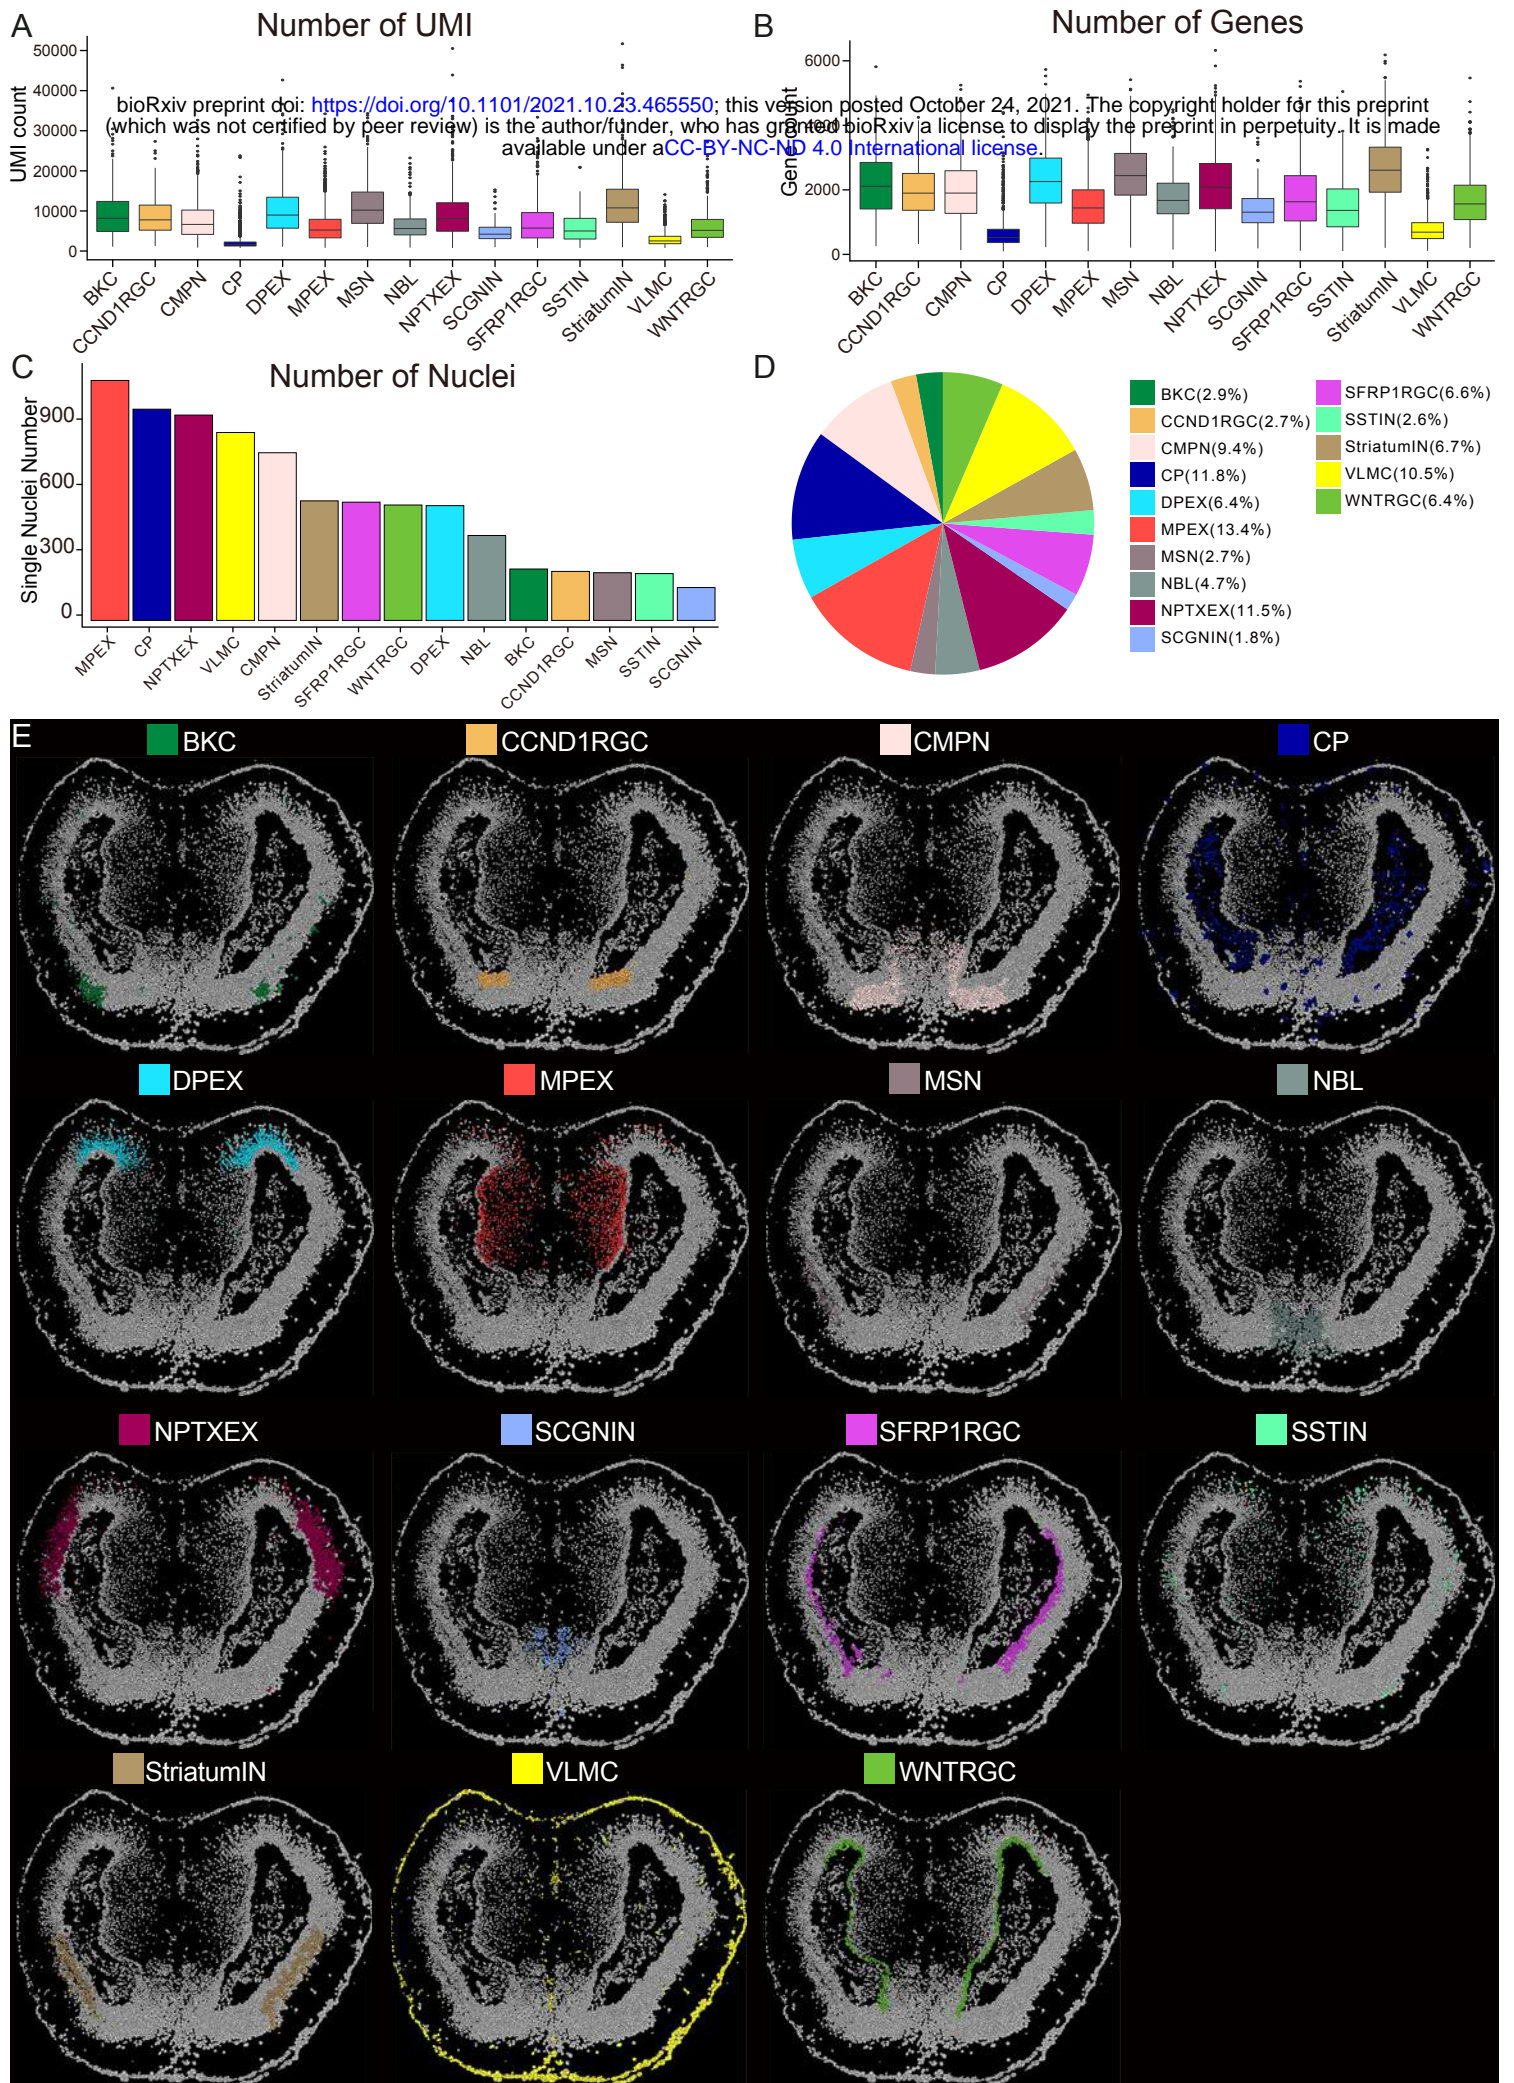 A
Number of UMI
UMI count
50000
40000
30000
20000
10000
0
BKC
CCND1RGC
CMPN
CP
DPEX
MPEX
MSN
NBL
NPTXEX
SCGNIN
SFRP1RGC
SSTIN
StriatumIN
VLMC
WNTRGC
B
Number of Genes
Gene count
6000
4000
2000
0
BKC
CCND1RGC
CMPN
CP
DPEX
MPEX
MSN
NBL
NPTXEX
SCGNIN
SFRP1RGC
SSTIN
StriatumIN
VLMC
WNTRGC
bioRxiv preprint doi: https://doi.org/10.1101/2021.10.23.465550; this version posted October 24, 2021. The copyright holder for this preprint
(which was not certified by peer review) is the author/funder, who has granted bioRxiv a license to display the preprint in perpetuity. It is made
available under aCC-BY-NC-ND 4.0 International license.
C
Number of Nuclei
Single Nuclei Number
900
600
300
0
MPEX
CP
NPTXEX
VLMC
CMPN
StriatumIN
SFRP1RGC
WNTRGC
DPEX
NBL
BKC
CCND1RGC
MSN
SSTIN
SCGNIN
D
BKC(2.9%)
CCND1RGC(2.7%)
CMPN(9.4%)
CP(11.8%)
DPEX(6.4%)
MPEX(13.4%)
MSN(2.7%)
NBL(4.7%)
NPTXEX(11.5%)
SCGNIN(1.8%)
SFRP1RGC(6.6%)
SSTIN(2.6%)
StriatumIN(6.7%)
VLMC(10.5%)
WNTRGC(6.4%)
E
BKC
CCND1RGC
CMPN
CP
DPEX
MPEX
MSN
NBL
NPTXEX
SCGNIN
SFRP1RGC
SSTIN
StriatumIN
VLMC
WNTRGC